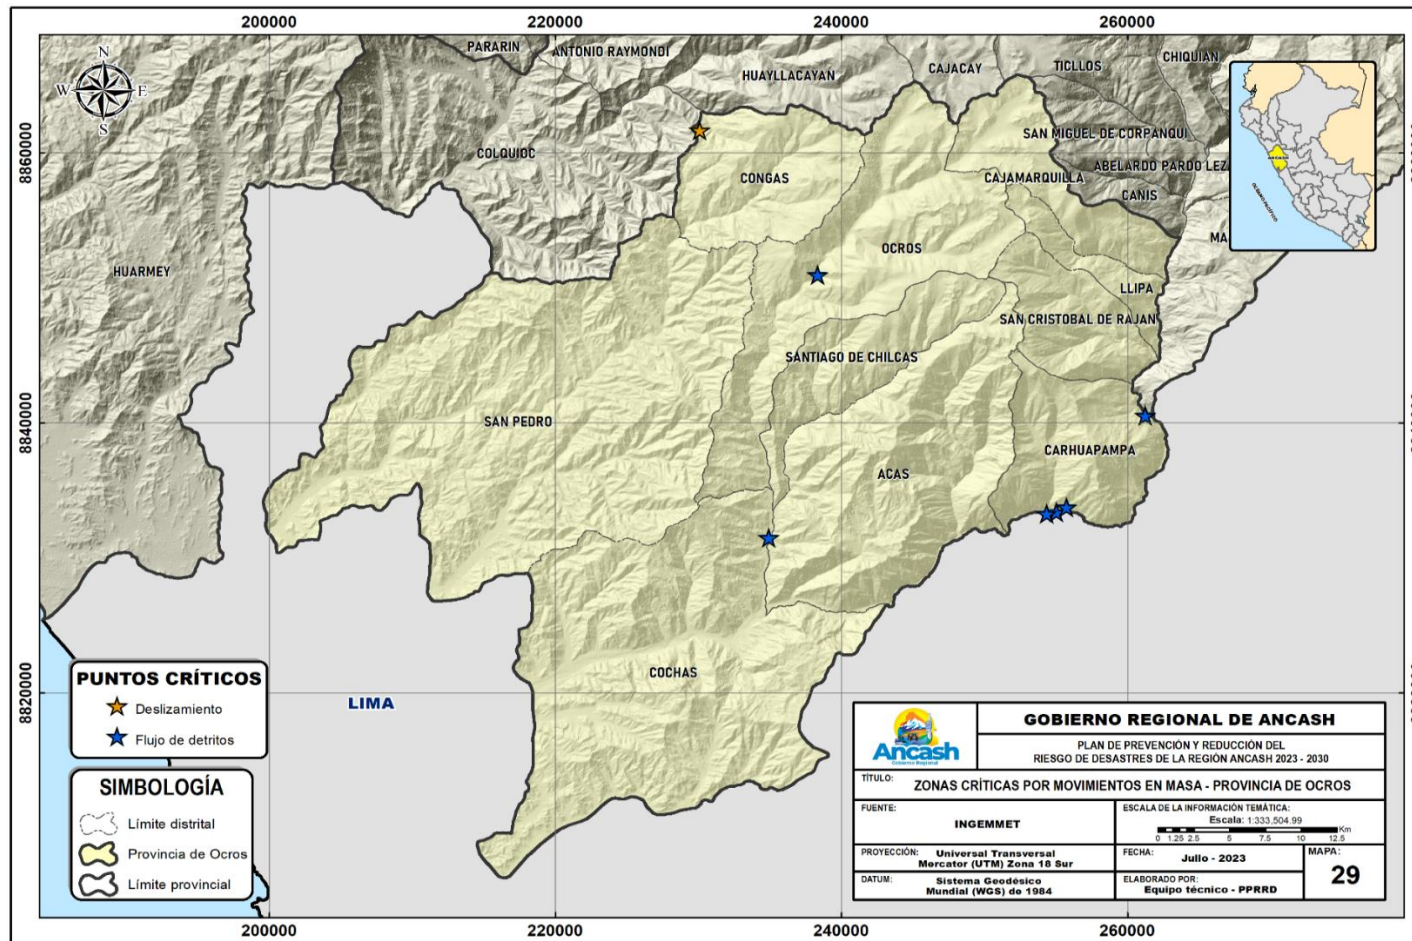 200000
220000
240000
260000
N
W
E
S
PARARIN
ANTONIO RAYMONDI
HUAYLLACAYAN
CAJACAY
TICLLOS
CHIQUIAN
8860000
COLQUIOC
SAN MIGUEL DE CORPANQUI
ABELARDO PARDO LEZ
CONGAS
CAJAMARQUILLA
CANIS
ANCASH
OCÉANO PACÍFICO
HUARMEY
OCROS
MA
LLIPA
SAN CRISTOBAL DE RAJAN
SANTIAGO DE CHILCAS
8840000
SAN PEDRO
CARHUAPAMPA
ACAS
8820000
COCHAS
LIMA
PUNTOS CRÍTICOS
Deslizamiento
Flujo de detritos
SIMBOLOGÍA
Límite distrital
Provincia de Ocros
Límite provincial
Ancash
Gobierno Regional
GOBIERNO REGIONAL DE ANCASH
PLAN DE PREVENCIÓN Y REDUCCIÓN DEL
RIESGO DE DESASTRES DE LA REGIÓN ANCASH 2023 - 2030
TÍTULO:
ZONAS CRÍTICAS POR MOVIMIENTOS EN MASA - PROVINCIA DE OCROS
FUENTE:
INGEMMET
ESCALA DE LA INFORMACIÓN TEMÁTICA:
Escala: 1:333,504.99
Km
0 1.25 2.5 5 7.5 10 12.5
PROYECCIÓN: Universal Transversal
Mercator (UTM) Zona 18 Sur
FECHA: Julio - 2023
MAPA:
29
DATUM: Sistema Geodésico
Mundial (WGS) de 1984
ELABORADO POR:
Equipo técnico - PPRRD
200000
220000
240000
260000